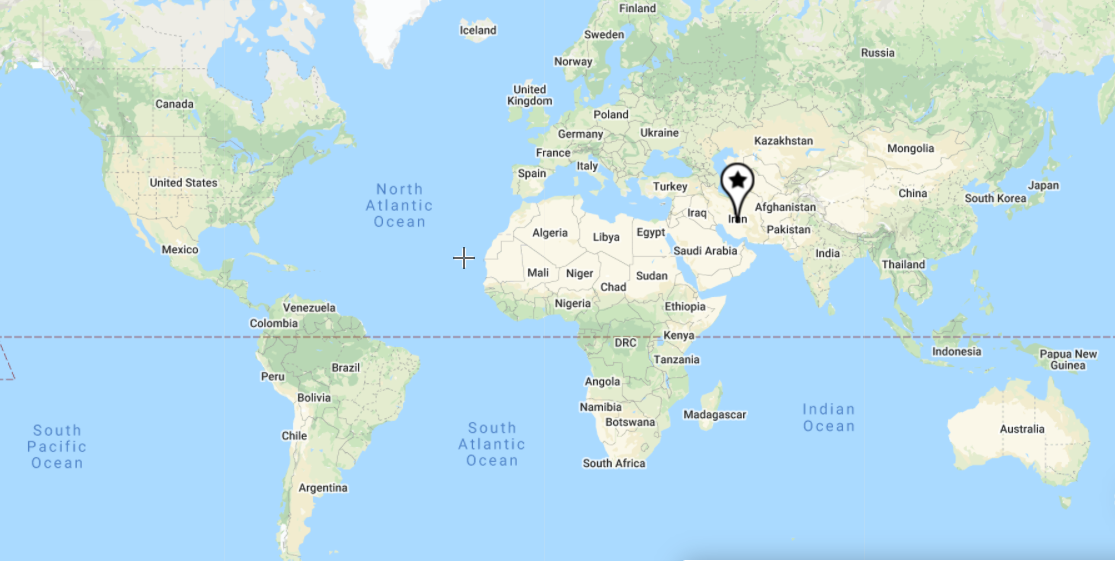 Finland
Iceland
Sweden
Russia
Norway
United
Kingdom
Canada
Poland
Ukraine
Germany
Kazakhstan
Mongolia
France
Italy
Spain
United States
Turkey
China
Japan
South Korea
North
Atlantic
Ocean
Afghanistan
Iraq
Iran
Pakistan
Algeria
Libya
Egypt
Mexico
Saudi Arabia
India
Thailand
Mali
Niger
Sudan
Chad
Nigeria
Ethiopia
Venezuela
Colombia
Kenya
DRC
Indonesia
Papua New
Guinea
Tanzania
Peru
Brazil
Angola
Bolivia
Namibia
Botswana
Madagascar
Indian
Ocean
Australia
Chile
South
Pacific
Ocean
South
Atlantic
Ocean
South Africa
Argentina